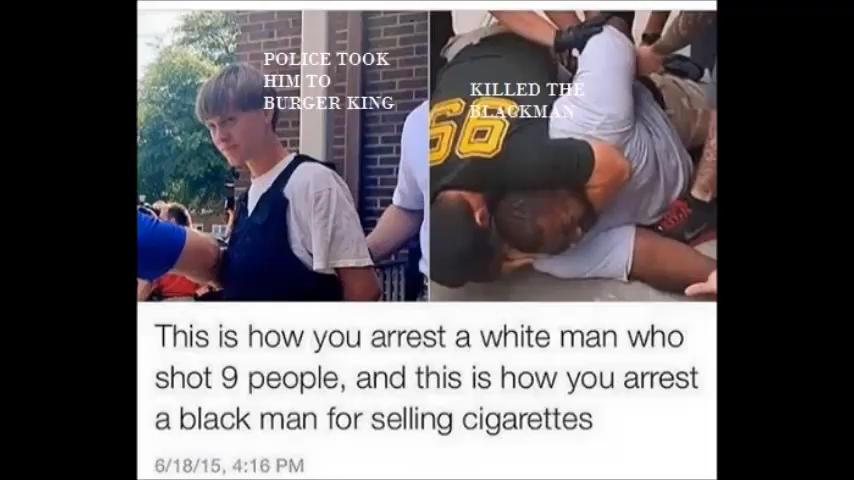 POLICE TOOK
HIM TO
BURGER KING
KILLED THE
BLACKMAN
99
This is how you arrest a white man who
shot 9 people, and this is how you arrest
a black man for selling cigarettes
6/18/15, 4:16 PM